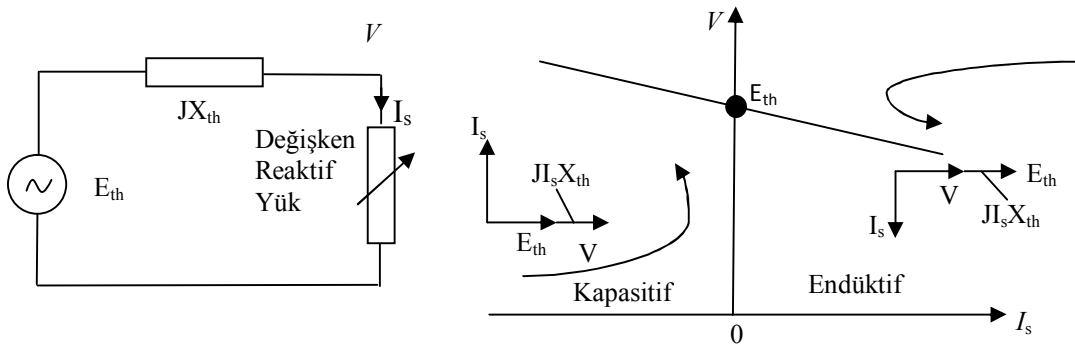 V
JX_th
I_s
Değişken
Reaktif
Yük
E_th
V
E_th
I_s
JI_sX_th
E_th
V
Kapasitif
V
E_th
JI_sX_th
I_s
Endüktif
0
I_s